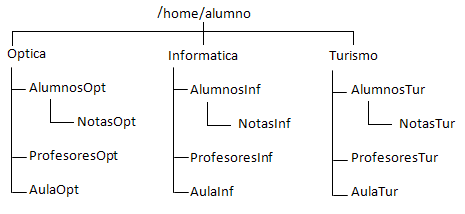 /home/alumno
Optica
AlumnosOpt
NotasOpt
ProfesoresOpt
AulaOpt
Informatica
AlumnosInf
NotasInf
ProfesoresInf
AulaInf
Turismo
AlumnosTur
NotasTur
ProfesoresTur
AulaTur